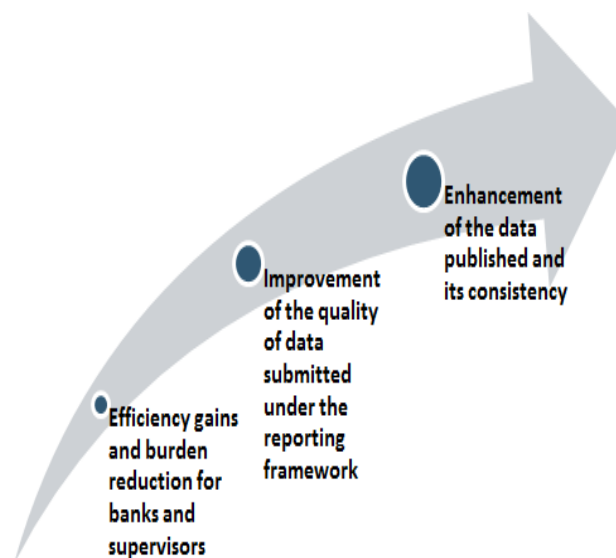 Enhancement
of the data
published and
its consistency
Improvement
of the quality
of data
submitted
under the
reporting
framework
Efficiency gains
and burden
reduction for
banks and
supervisors